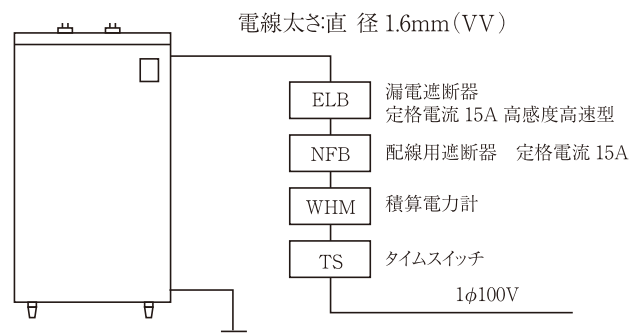 電線太さ:直 径 1.6mm(VV)
ELB
漏電遮断器
定格電流 15A 高感度高速型
NFB
配線用遮断器 定格電流 15A
WHM
積算電力計
TS
タイムスイッチ
1φ100V